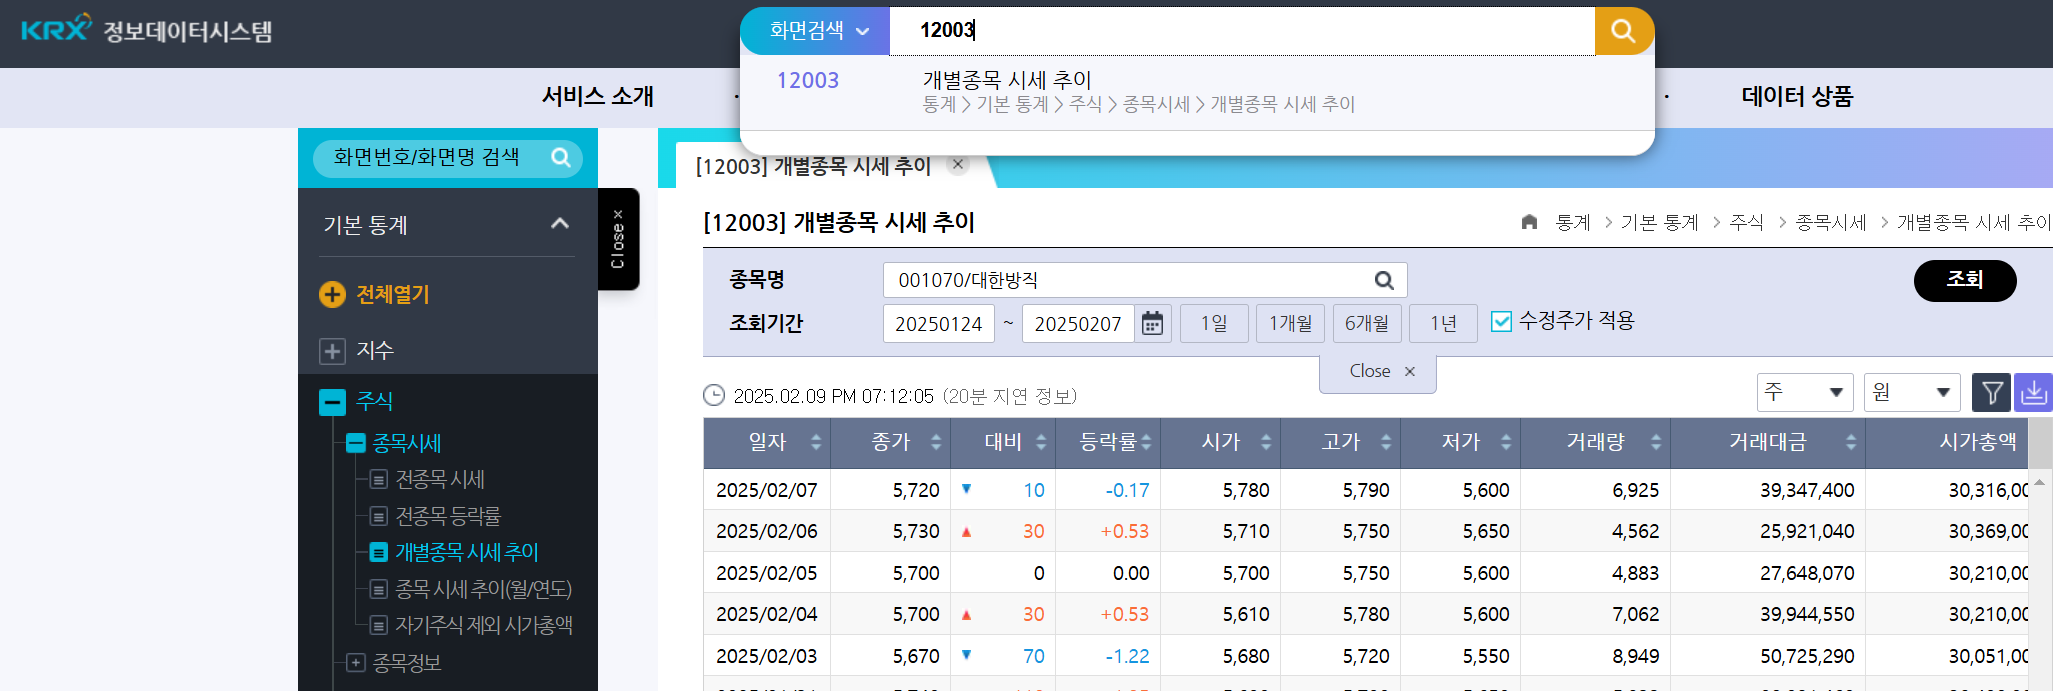 KRX 정보데이터시스템
화면검색 12003
12003 개별종목 시세 추이
통계 > 기본 통계 > 주식 > 종목시세 > 개별종목 시세 추이
서비스 소개 · · 데이터 상품
화면번호/화면명 검색
기본 통계
전체열기
지수
주식
종목시세
전종목 시세
전종목 등락률
개별종목 시세 추이
종목 시세 추이(월/연도)
자기주식 제외 시가총액
종목정보
Close ×
[12003] 개별종목 시세 추이 ×
[12003] 개별종목 시세 추이
통계 > 기본 통계 > 주식 > 종목시세 > 개별종목 시세 추이
종목명 001070/대한방직 조회
조회기간 20250124 ~ 20250207 1일 1개월 6개월 1년 수정주가 적용
Close ×
2025.02.09 PM 07:12:05 (20분 지연 정보) 주 원
일자 종가 대비 등락률 시가 고가 저가 거래량 거래대금 시가총액
2025/02/07 5,720 ▼ 10 -0.17 5,780 5,790 5,600 6,925 39,347,400 30,316,00
2025/02/06 5,730 ▲ 30 +0.53 5,710 5,750 5,650 4,562 25,921,040 30,369,00
2025/02/05 5,700 0 0.00 5,700 5,750 5,600 4,883 27,648,070 30,210,00
2025/02/04 5,700 ▲ 30 +0.53 5,610 5,780 5,600 7,062 39,944,550 30,210,00
2025/02/03 5,670 ▼ 70 -1.22 5,680 5,720 5,550 8,949 50,725,290 30,051,00